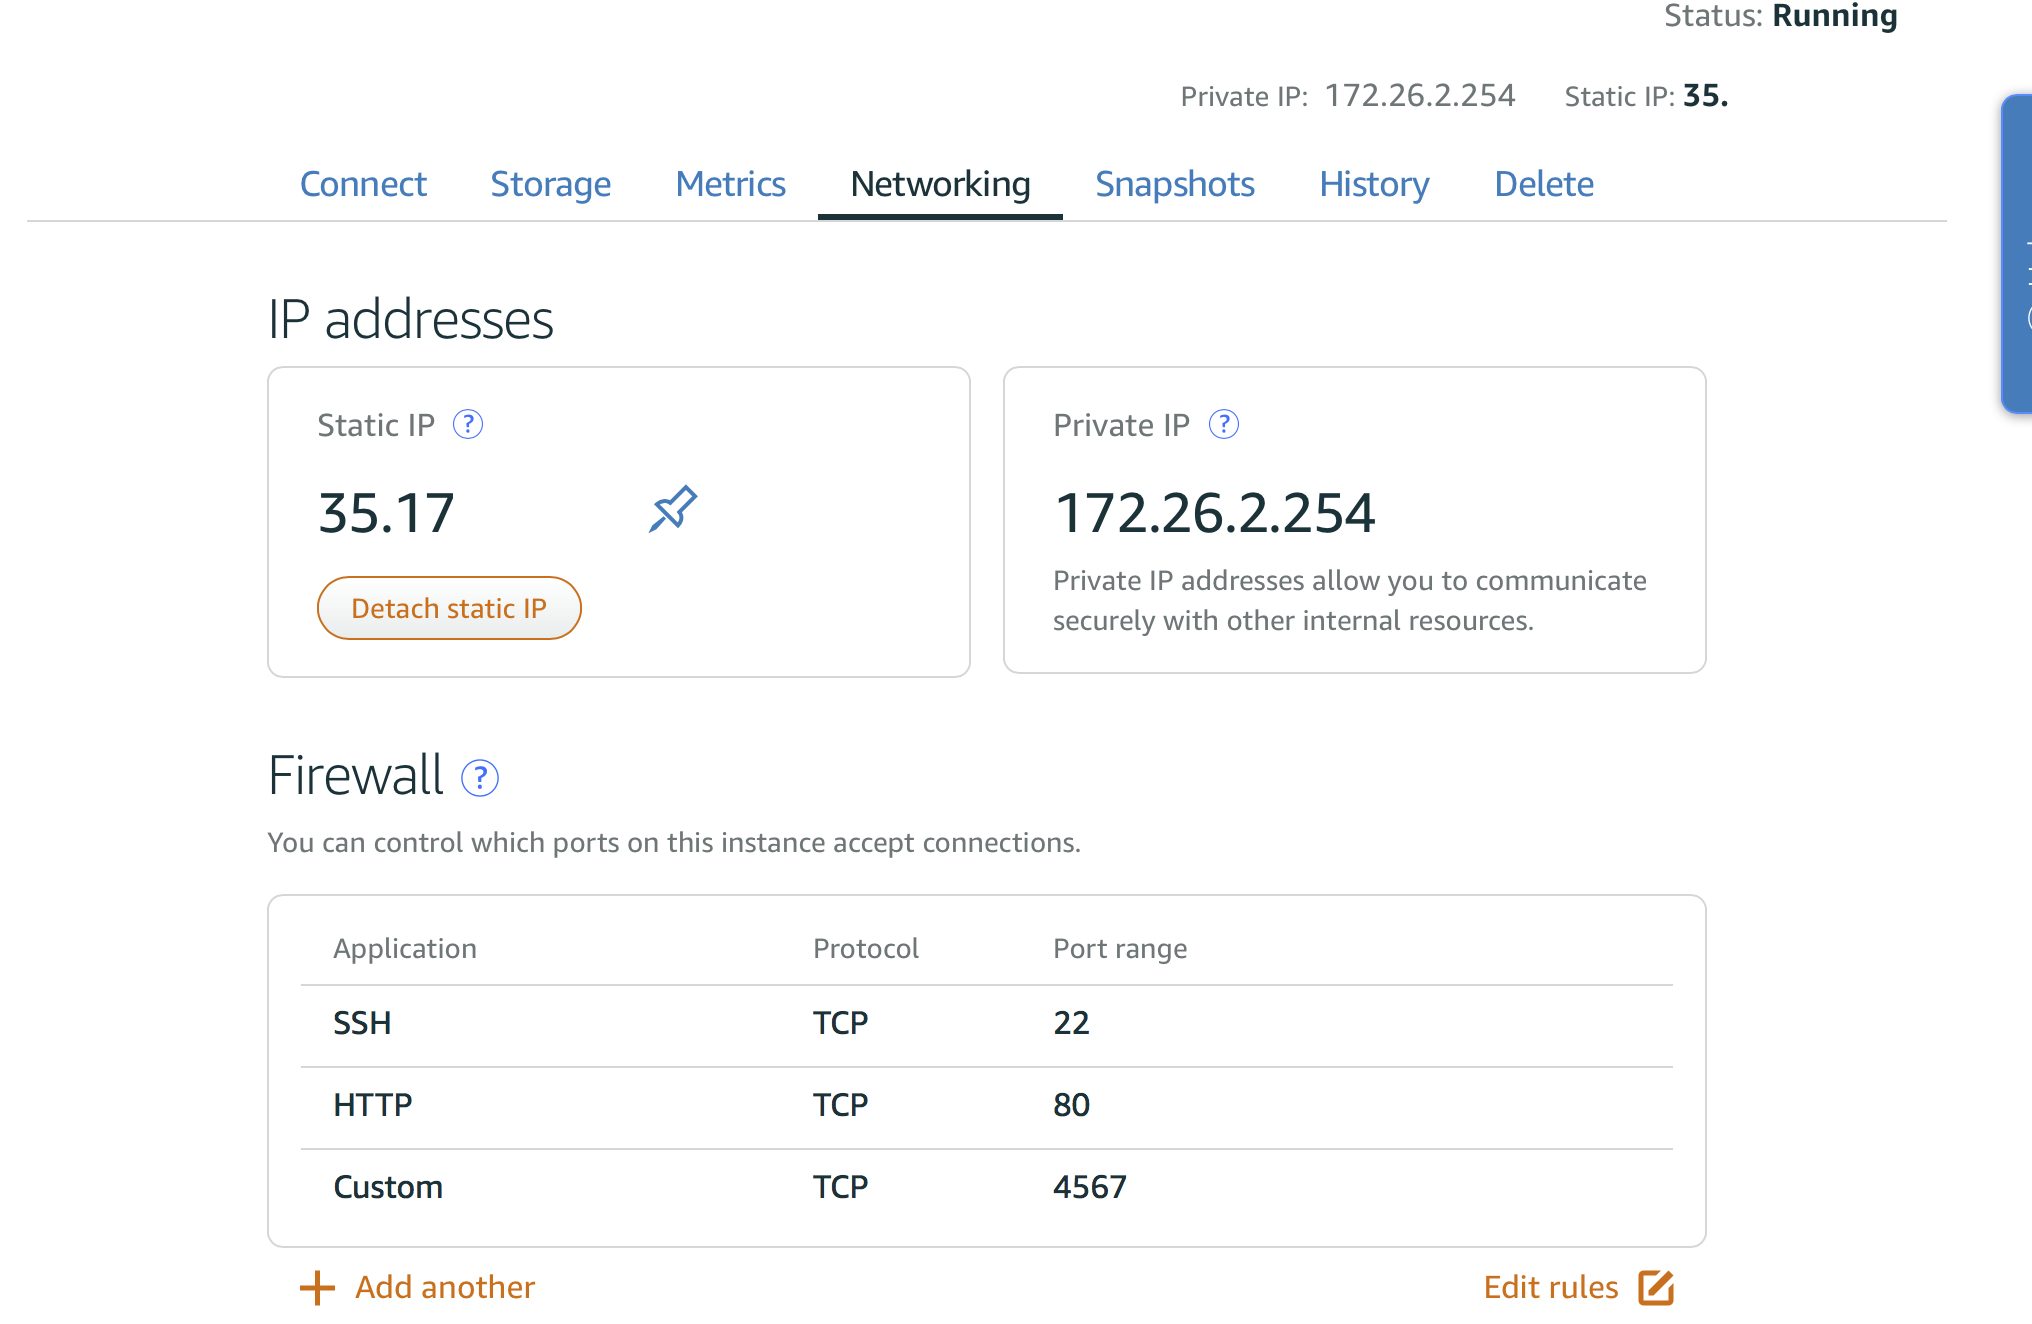 Status: Running
Private IP: 172.26.2.254 Static IP: 35.
Connect Storage Metrics Networking Snapshots History Delete
IP addresses
Static IP ?
35.17
Detach static IP
Private IP ?
172.26.2.254
Private IP addresses allow you to communicate
securely with other internal resources.
Firewall ?
You can control which ports on this instance accept connections.
Application Protocol Port range
SSH TCP 22
HTTP TCP 80
Custom TCP 4567
Add another Edit rules